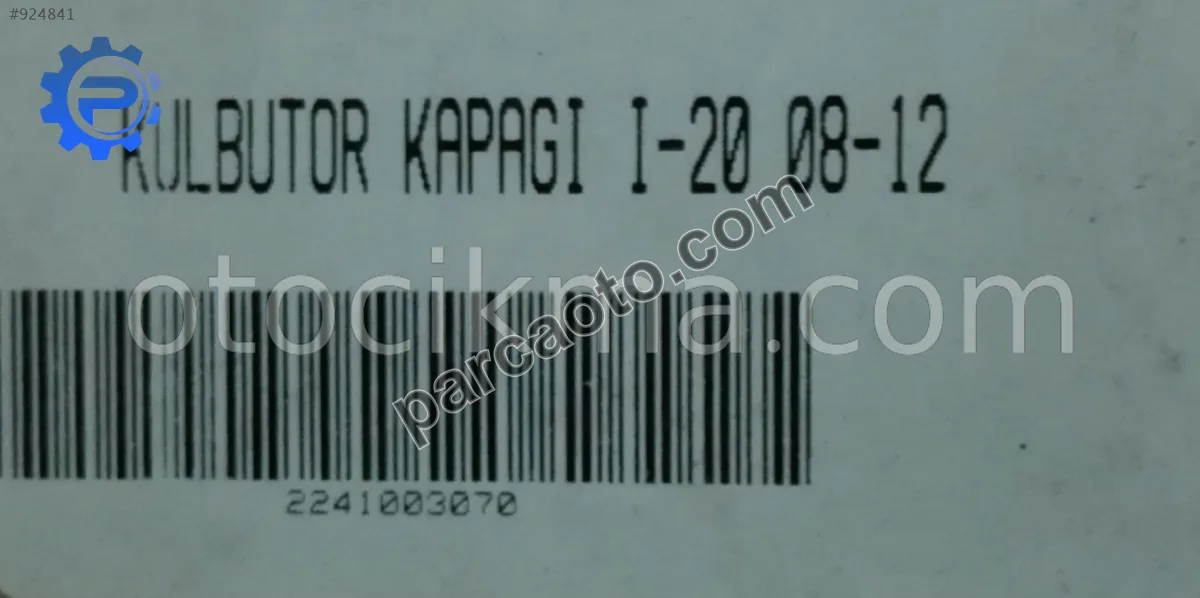 #924841
P
KULBUTOR KAPAGI I-20 08-12
parcaoto.com
otocikma.com
2241003070